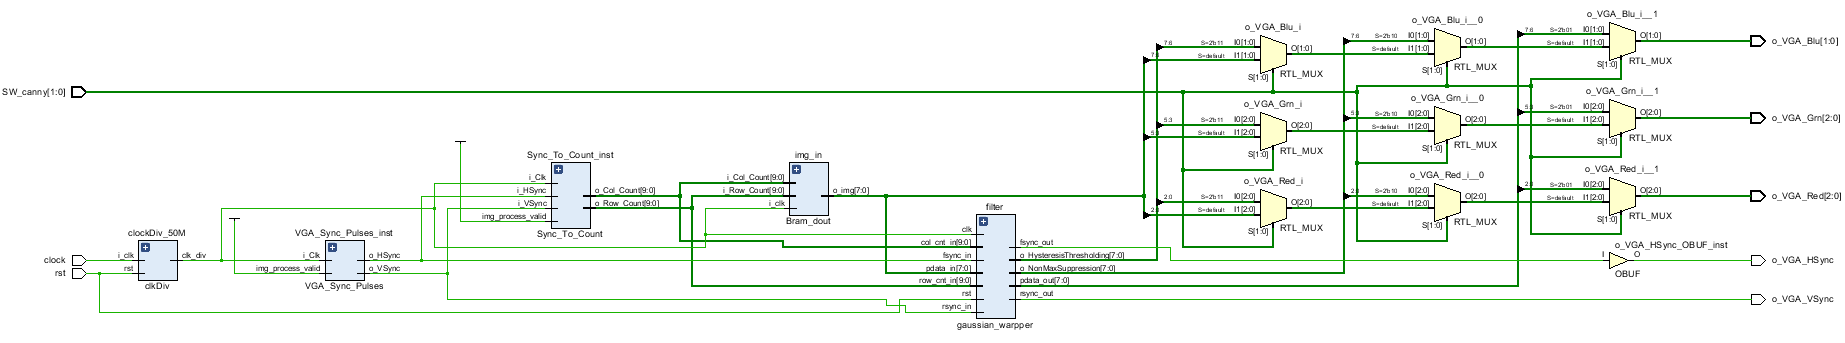 SW_canny[1:0]
clock
rst
clockDiv_50M
i_clk
rst
clk_div
clkDiv
VGA_Sync_Pulses_inst
i_Clk
img_process_valid
o_HSync
o_VSync
VGA_Sync_Pulses
Sync_To_Count_inst
i_Clk
i_HSync
i_VSync
img_process_valid
o_Col_Count[9:0]
o_Row_Count[9:0]
Sync_To_Count
img_in
i_Col_Count[9:0]
i_Row_Count[9:0]
i_clk
o_img[7:0]
Bram_dout
filter
clk
col_cnt_in[9:0]
fsync_in
pdata_in[7:0]
row_cnt_in[9:0]
rst
rsync_in
fsync_out
o_HysteresisThresholding[7:0]
o_NonMaxSuppression[7:0]
pdata_out[7:0]
rsync_out
gaussian_warpper
o_VGA_Blu_i
7:6
S=2'b11
I0[1:0]
S=default
I1[1:0]
S[1:0]
O[1:0]
RTL_MUX
o_VGA_Blu_i__0
7:6
S=2'b10
I0[1:0]
S=default
I1[1:0]
S[1:0]
O[1:0]
RTL_MUX
o_VGA_Blu_i__1
7:6
S=2'b01
I0[1:0]
S=default
I1[1:0]
S[1:0]
O[1:0]
RTL_MUX
o_VGA_Blu[1:0]
o_VGA_Grn_i
5:3
S=2'b11
I0[2:0]
S=default
I1[2:0]
S[1:0]
O[2:0]
RTL_MUX
o_VGA_Grn_i__0
S=2'b10
I0[2:0]
S=default
I1[2:0]
S[1:0]
O[2:0]
RTL_MUX
o_VGA_Grn_i__1
S=2'b01
I0[2:0]
S=default
I1[2:0]
S[1:0]
O[2:0]
RTL_MUX
o_VGA_Grn[2:0]
o_VGA_Red_i
2:0
S=2'b11
I0[2:0]
S=default
I1[2:0]
S[1:0]
O[2:0]
RTL_MUX
o_VGA_Red_i__0
S=2'b10
I0[2:0]
S=default
I1[2:0]
S[1:0]
O[2:0]
RTL_MUX
o_VGA_Red_i__1
S=2'b01
I0[2:0]
S=default
I1[2:0]
S[1:0]
O[2:0]
RTL_MUX
o_VGA_Red[2:0]
o_VGA_HSync_OBUF_inst
I
O
OBUF
o_VGA_HSync
o_VGA_VSync